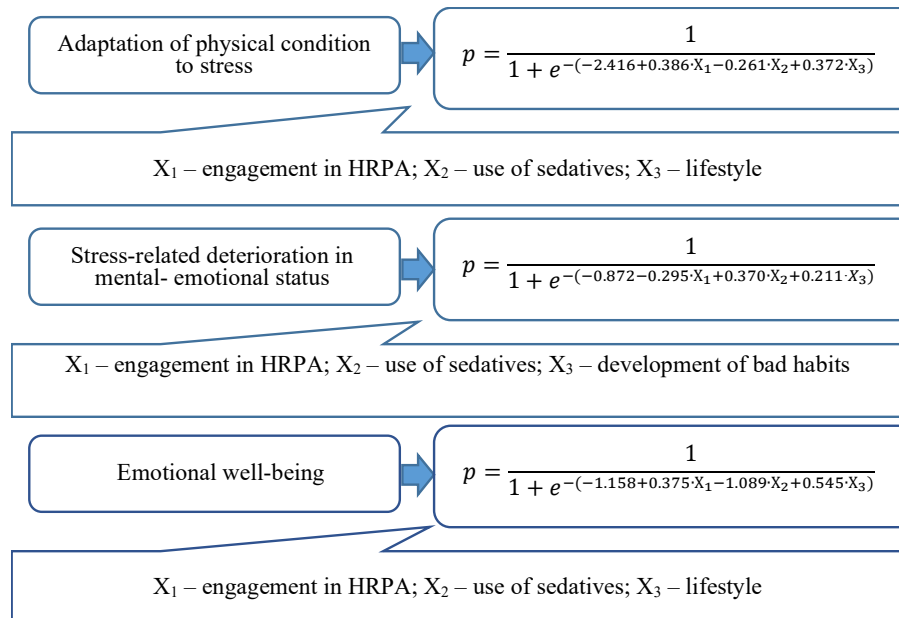 Adaptation of physical condition
to stress
p = 1 / (1 + e^−(−2.416+0.386·X₁−0.261·X₂+0.372·X₃))
X₁ – engagement in HRPA; X₂ – use of sedatives; X₃ – lifestyle
Stress-related deterioration in
mental- emotional status
p = 1 / (1 + e^−(−0.872−0.295·X₁+0.370·X₂+0.211·X₃))
X₁ – engagement in HRPA; X₂ – use of sedatives; X₃ – development of bad habits
Emotional well-being
p = 1 / (1 + e^−(−1.158+0.375·X₁−1.089·X₂+0.545·X₃))
X₁ – engagement in HRPA; X₂ – use of sedatives; X₃ – lifestyle